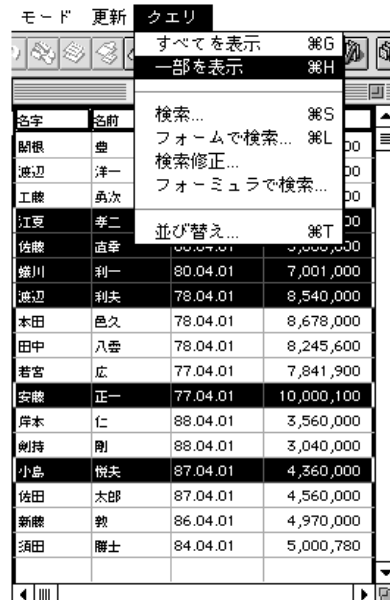 モード 更新 クエリ
すべてを表示 ⌘G
一部を表示 ⌘H
検索... ⌘S
フォームで検索... ⌘L
検索修正...
フォーミュラで検索...
並び替え... ⌘T
名字 名前
関根 豊
渡辺 洋一
工藤 勇次
江夏 孝二
佐藤 直幸
蜷川 利一 80.04.01 7,001,000
渡辺 利夫 78.04.01 8,540,000
本田 邑久 78.04.01 8,678,000
田中 八雲 78.04.01 8,245,600
若宮 広 77.04.01 7,841,900
安藤 正一 77.04.01 10,000,100
岸本 仁 88.04.01 3,560,000
剣持 剛 88.04.01 3,040,000
小島 悦夫 87.04.01 4,360,000
佐田 太郎 87.04.01 4,560,000
新藤 敦 86.04.01 4,970,000
須田 勝士 84.04.01 5,000,780